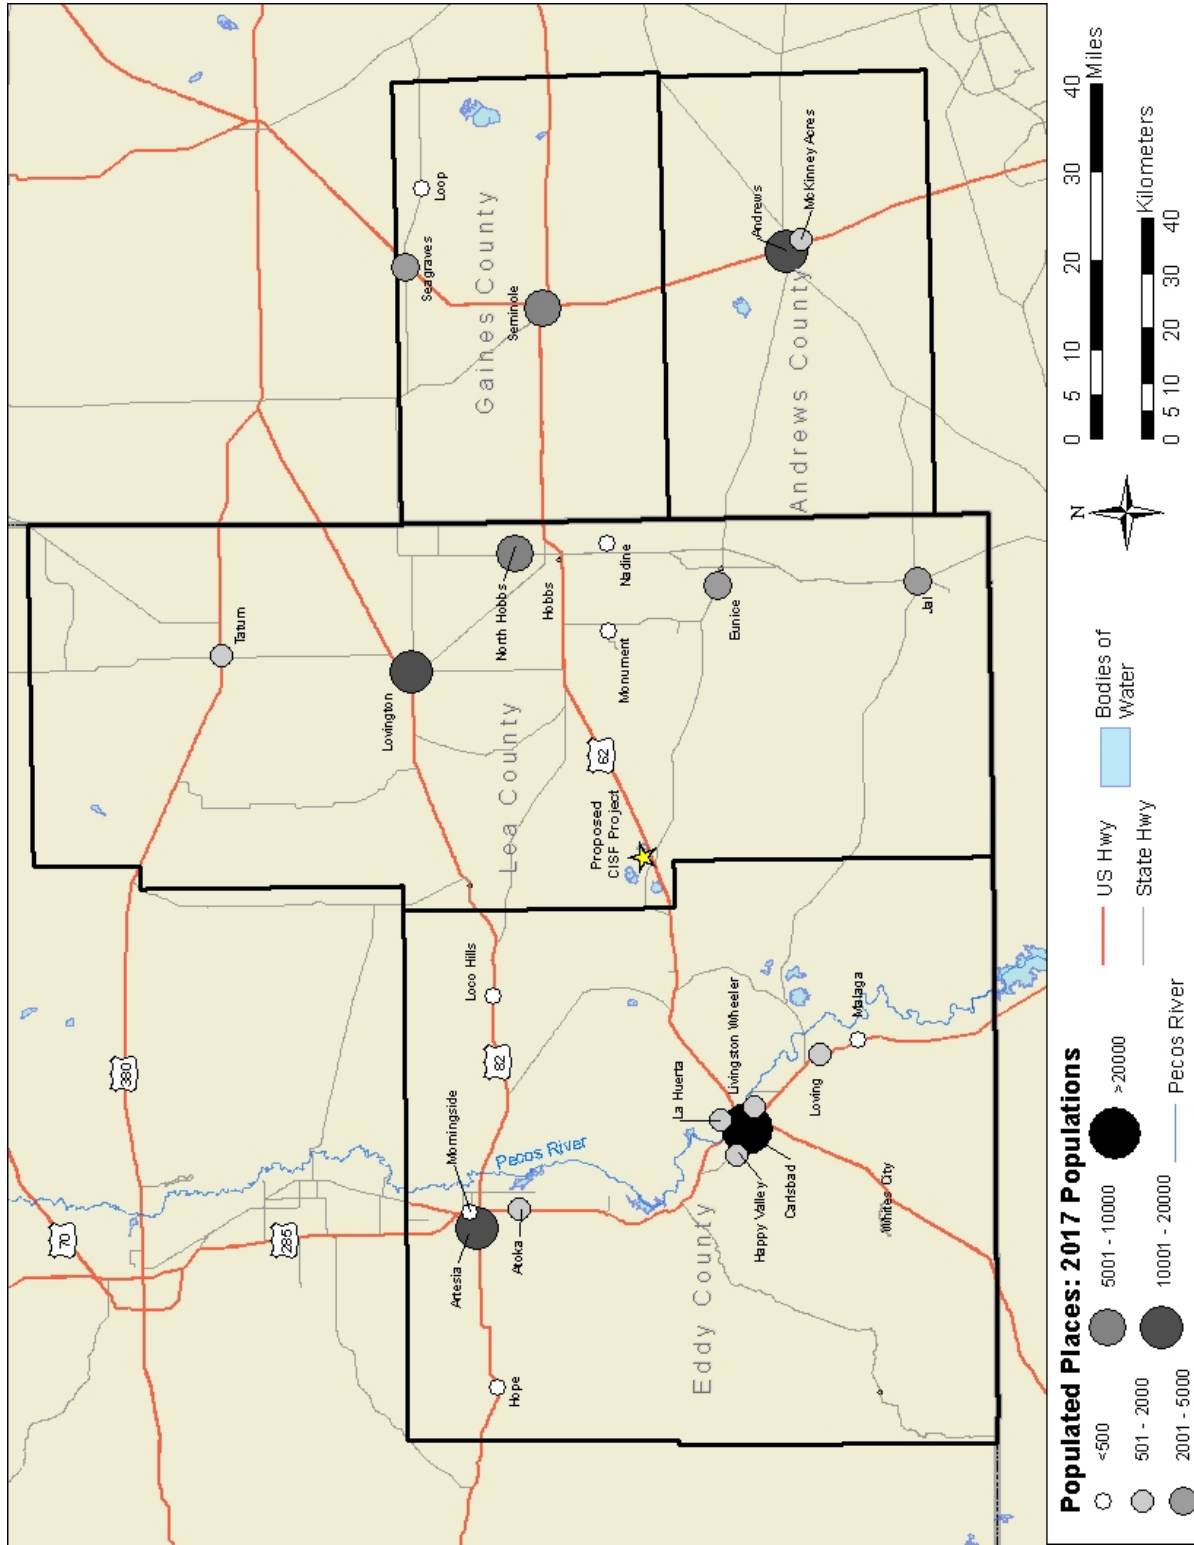 Tatum
Lovington
North Hobbs
Hobbs
Nadine
Monument
Eunice
Jal
Lea County
62
Proposed
CISF Project
Seagraves
Loop
Gaines County
Seminole
Andrews
McKinney Acres
Andrews County
380
70
285
82
Loco Hills
Morningside
Artesia
Atoka
Hope
Pecos River
La Huerta
Livingston Wheeler
Happy Valley
Carlsbad
Loving
Malaga
Whites City
Eddy County
Populated Places: 2017 Populations
<500
501 - 2000
2001 - 5000
5001 - 10000
10001 - 20000
>20000
Pecos River
US Hwy
State Hwy
Bodies of
Water
N
0 5 10 20 30 40
Miles
Kilometers
0 5 10 20 30 40